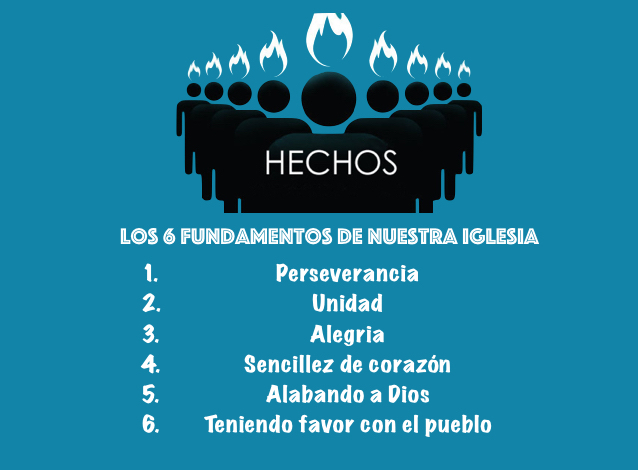 HECHOS
LOS 6 FUNDAMENTOS DE NUESTRA IGLESIA
1. Perseverancia
2. Unidad
3. Alegria
4. Sencillez de corazón
5. Alabando a Dios
6. Teniendo favor con el pueblo